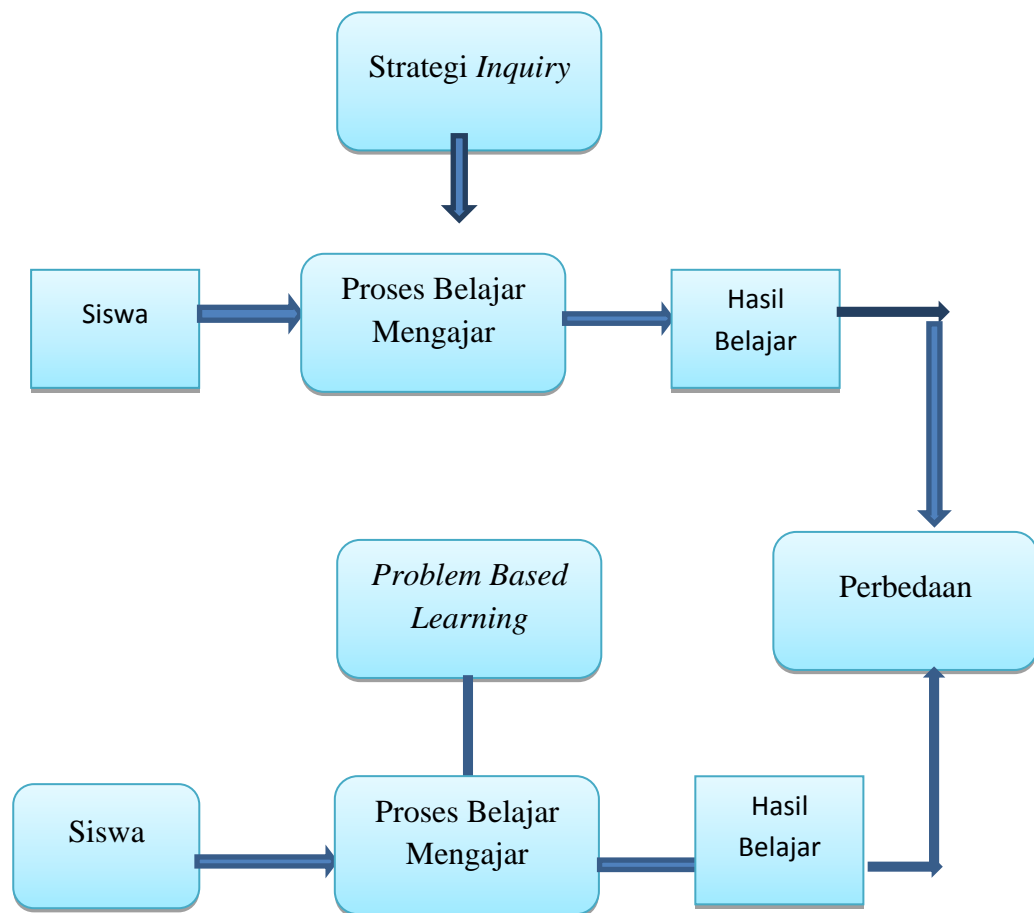 Strategi Inquiry
Siswa
Proses Belajar
Mengajar
Hasil
Belajar
Perbedaan
Problem Based
Learning
Siswa
Proses Belajar
Mengajar
Hasil
Belajar